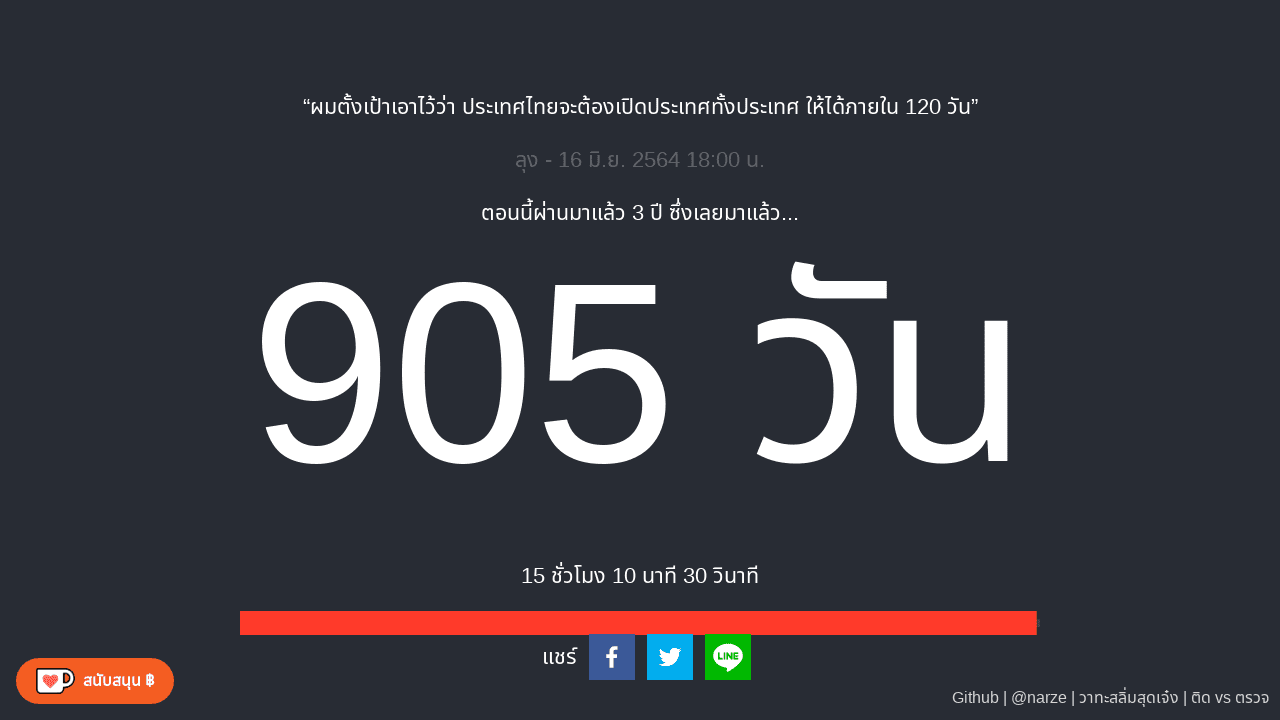 “ผมตั้งเป้าเอาไว้ว่า ประเทศไทยจะต้องเปิดประเทศทั้งประเทศ ให้ได้ภายใน 120 วัน”
ลุง - 16 มิ.ย. 2564 18:00 น.
ตอนนี้ผ่านมาแล้ว 3 ปี ซึ่งเลยมาแล้ว...
905 วัน
15 ชั่วโมง 10 นาที 30 วินาที
แชร์
LINE
สนับสนุน ฿
Github | @narze | วาทะสลิ่มสุดเจ๋ง | ติด vs ตรวจ